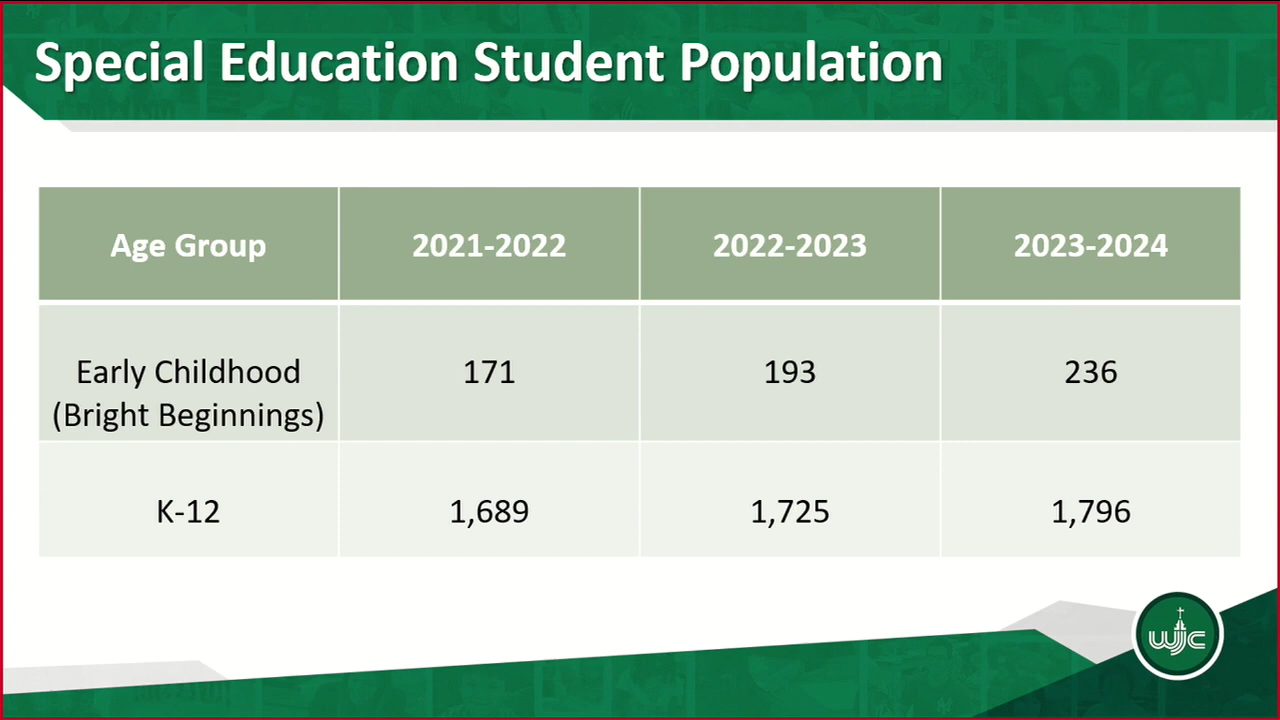 Special Education Student Population
Age Group 2021-2022 2022-2023 2023-2024
Early Childhood
(Bright Beginnings) 171 193 236
K-12 1,689 1,725 1,796
WJC